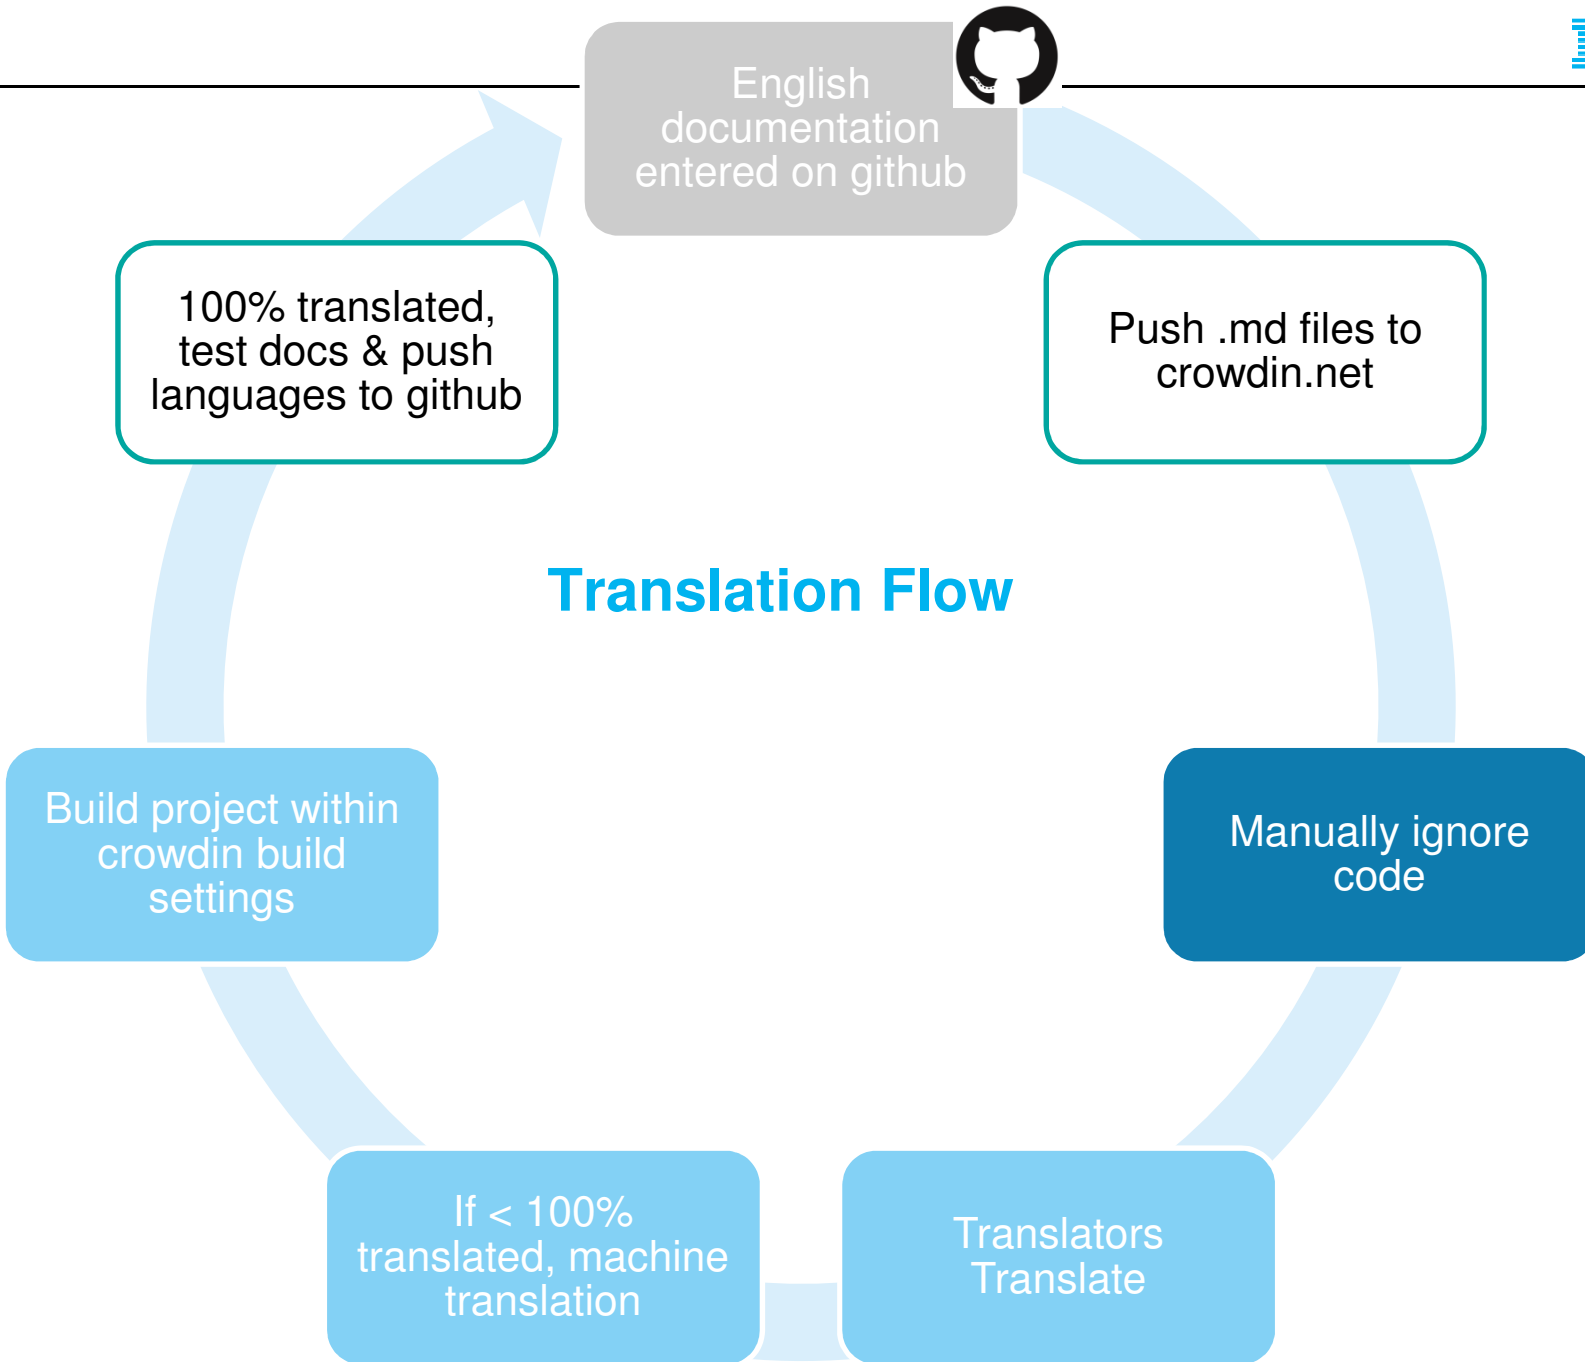 English
documentation
entered on github
Push .md files to
crowdin.net
Manually ignore
code
Translators
Translate
If < 100%
translated, machine
translation
Build project within
crowdin build
settings
100% translated,
test docs & push
languages to github
Translation Flow